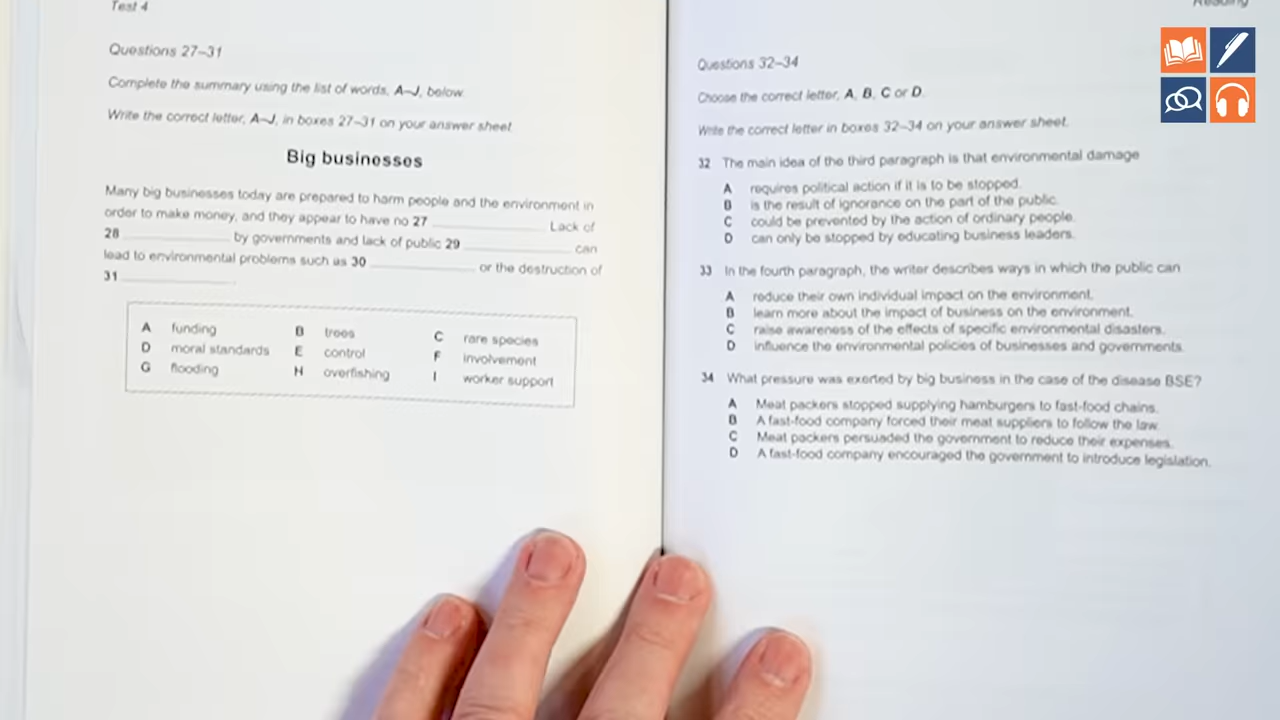 Test 4
Questions 27–31
Complete the summary using the list of words, A–J, below.
Write the correct letter, A–J, in boxes 27–31 on your answer sheet.
Big businesses
Many big businesses today are prepared to harm people and the environment in
order to make money, and they appear to have no 27 ____________ Lack of
28 ____________ by governments and lack of public 29 ____________ can
lead to environmental problems such as 30 ____________ or the destruction of
31 ____________.
A funding B trees C rare species
D moral standards E control F involvement
G flooding H overfishing I worker support
Reading
Questions 32–34
Choose the correct letter, A, B, C or D.
Write the correct letter in boxes 32–34 on your answer sheet.
32 The main idea of the third paragraph is that environmental damage
A requires political action if it is to be stopped.
B is the result of ignorance on the part of the public.
C could be prevented by the action of ordinary people.
D can only be stopped by educating business leaders.
33 In the fourth paragraph, the writer describes ways in which the public can
A reduce their own individual impact on the environment.
B learn more about the impact of business on the environment.
C raise awareness of the effects of specific environmental disasters.
D influence the environmental policies of businesses and governments.
34 What pressure was exerted by big business in the case of the disease BSE?
A Meat packers stopped supplying hamburgers to fast-food chains.
B A fast-food company forced their meat suppliers to follow the law.
C Meat packers persuaded the government to reduce their expenses.
D A fast-food company encouraged the government to introduce legislation.